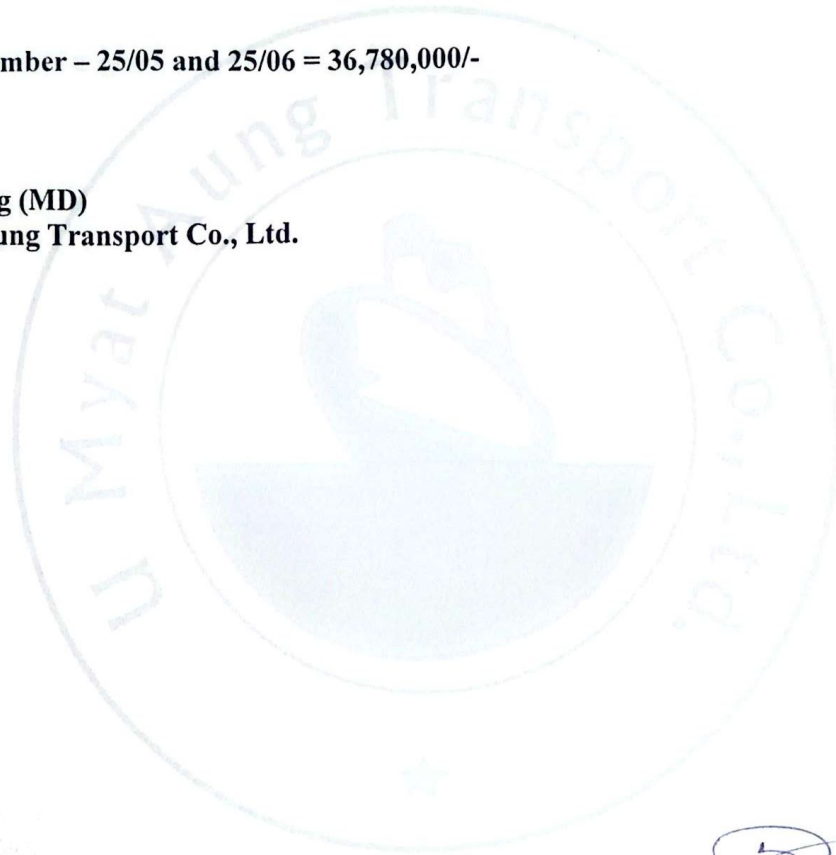 mber – 25/05 and 25/06 = 36,780,000/-
g (MD)
ung Transport Co., Ltd.
U Myat Aung Transport Co., Ltd.